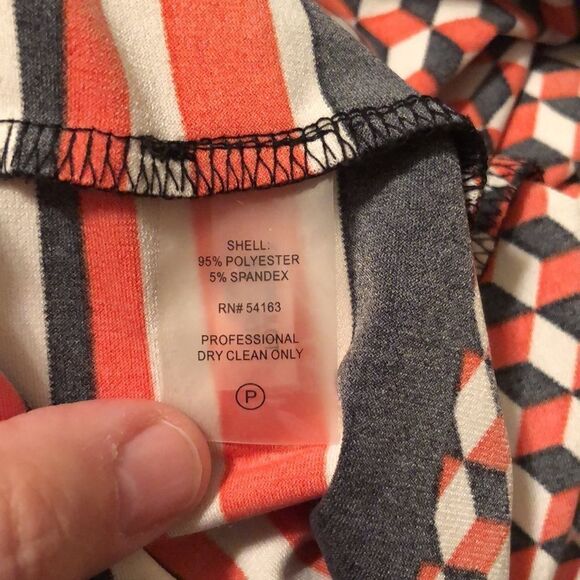 SHELL:
95% POLYESTER
5% SPANDEX
RN# 54163
PROFESSIONAL
DRY CLEAN ONLY
P